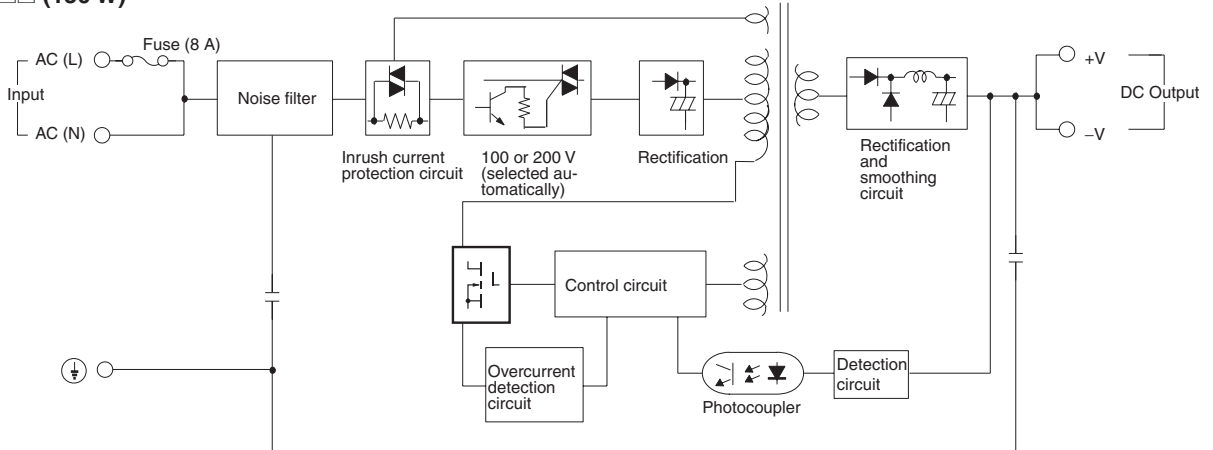 Fuse (8 A)
AC (L)
Input
AC (N)
Noise filter
Inrush current
protection circuit
100 or 200 V
(selected au-
tomatically)
Rectification
Rectification
and
smoothing
circuit
+V
DC Output
–V
Control circuit
Overcurrent
detection
circuit
Photocoupler
Detection
circuit